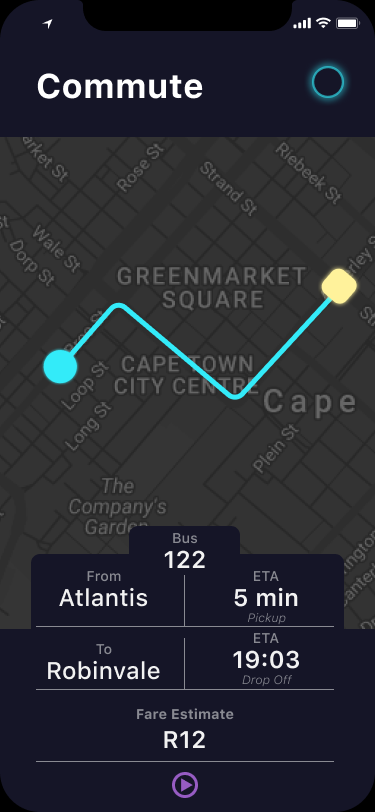 Commute
Market St
Rose St
Strand St
Riebeek St
Wale St
Dorp St
GREENMARKET
SQUARE
CAPE TOWN
CITY CENTRE
Cape
Loop St
Long St
Plein St
The
Company's
Garden
Bus
122
From
Atlantis
ETA
5 min
Pickup
To
Robinvale
ETA
19:03
Drop Off
Fare Estimate
R12